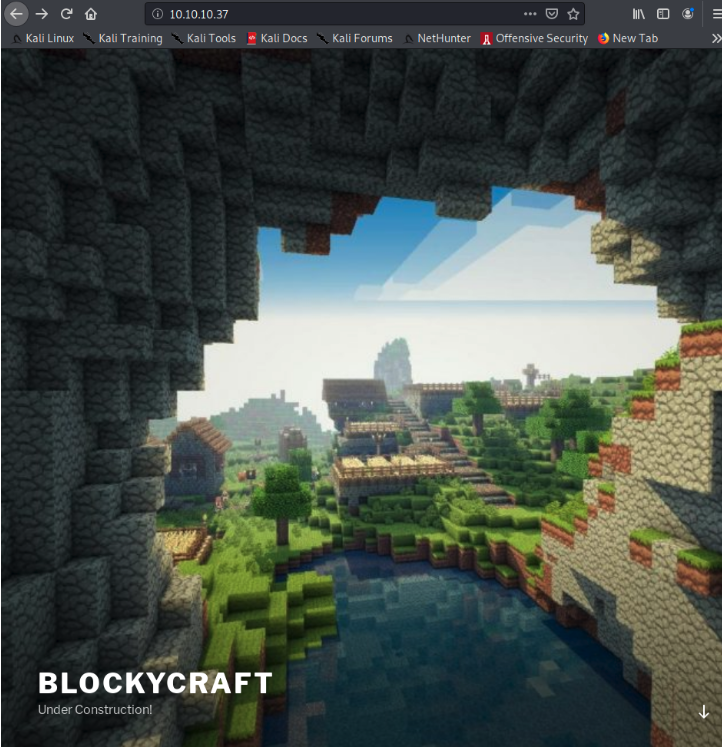 10.10.10.37
Kali Linux Kali Training Kali Tools Kali Docs Kali Forums NetHunter Offensive Security New Tab
BLOCKYCRAFT
Under Construction!